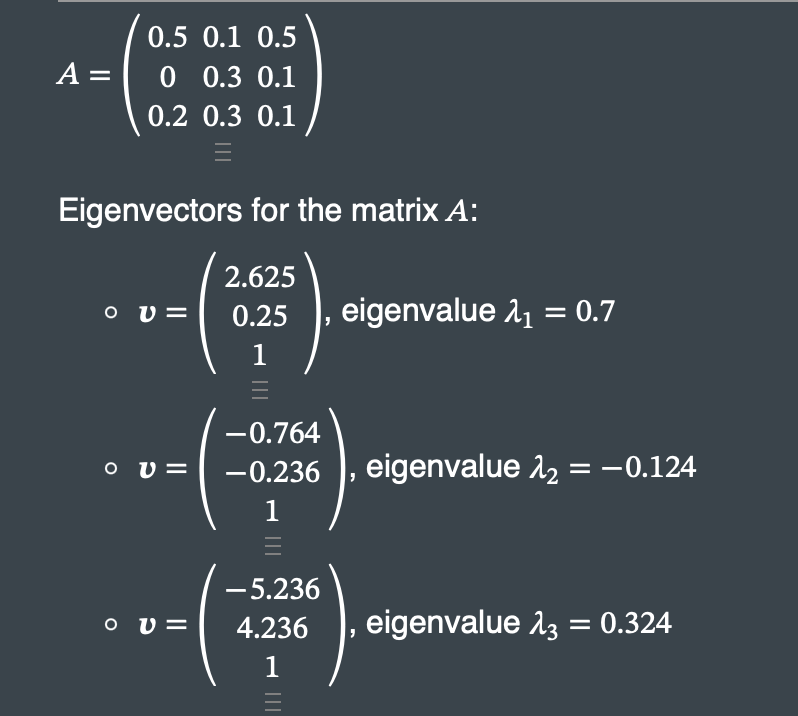 A = ( 0.5 0.1 0.5
0 0.3 0.1
0.2 0.3 0.1 )
Eigenvectors for the matrix A:
v = ( 2.625
0.25
1 ), eigenvalue λ₁ = 0.7
v = ( −0.764
−0.236
1 ), eigenvalue λ₂ = −0.124
v = ( −5.236
4.236
1 ), eigenvalue λ₃ = 0.324